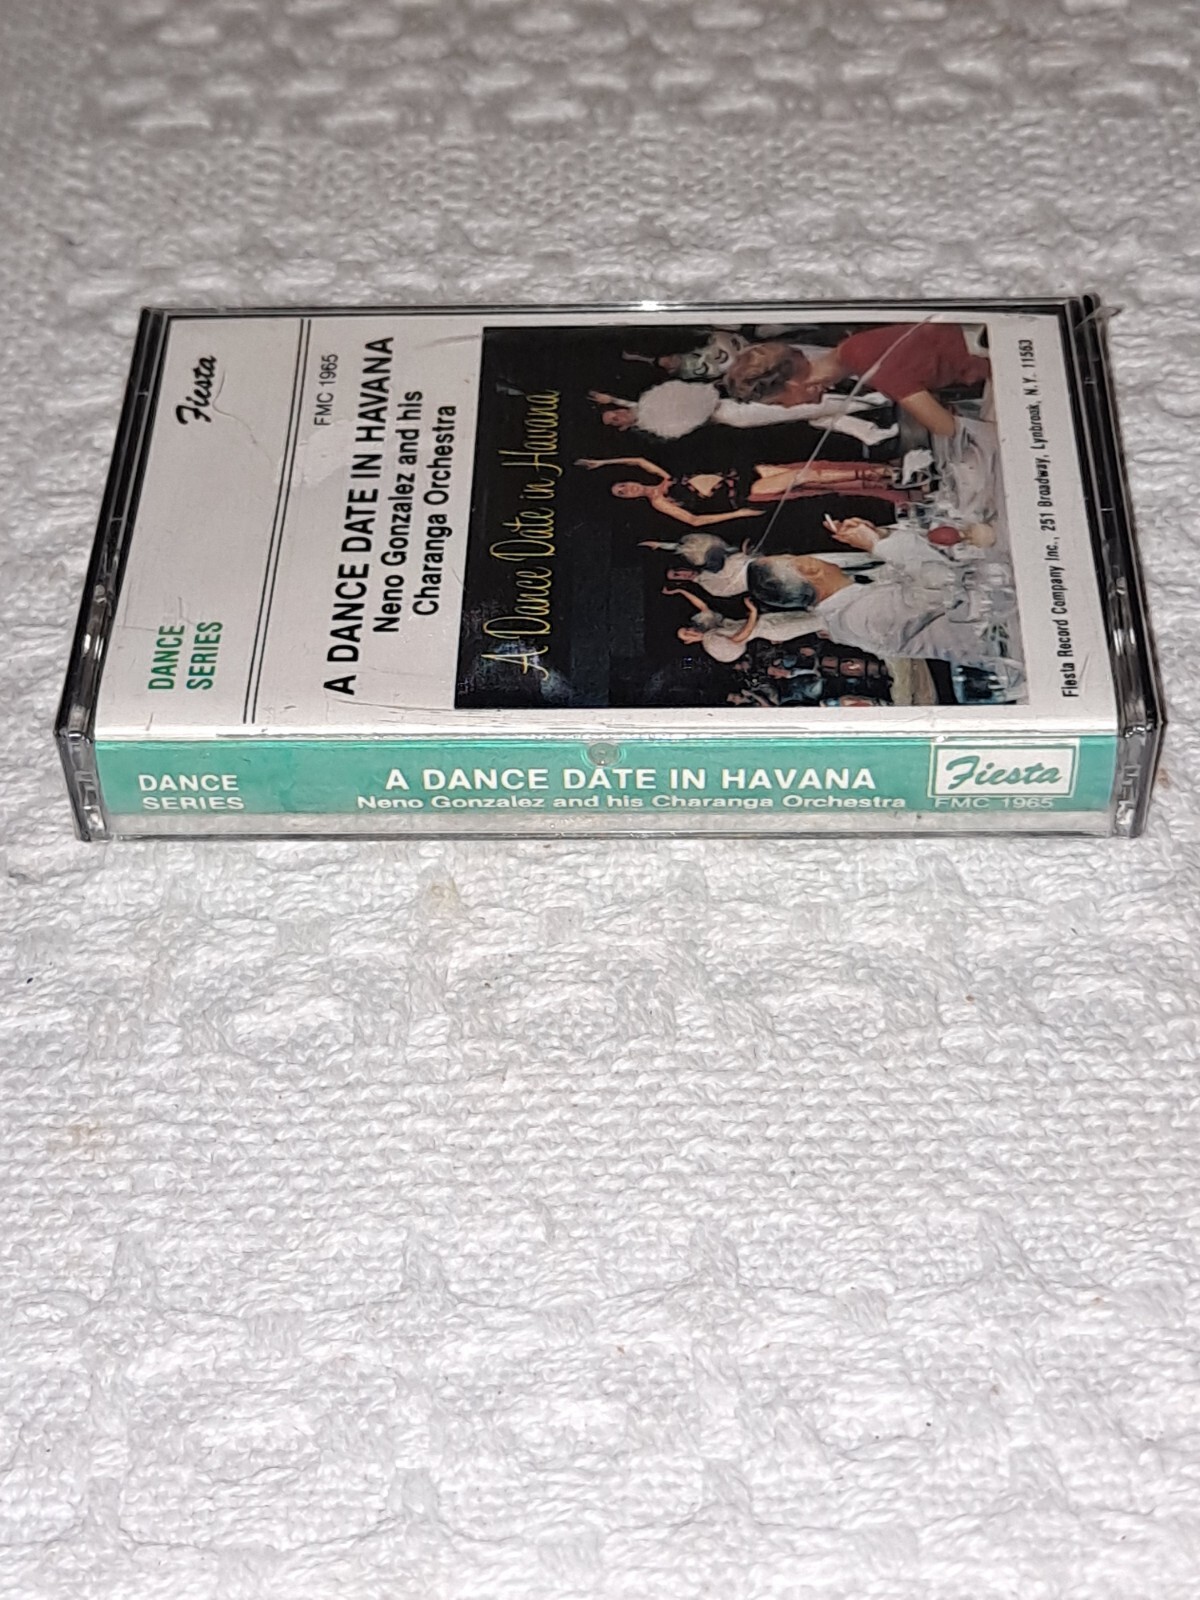 Fiesta
DANCE
SERIES
FMC 1965
A DANCE DATE IN HAVANA
Neno Gonzalez and his
Charanga Orchestra
A Dance Date in Havana
Fiesta Record Company Inc., 251 Broadway, Lynbrook, N.Y. 11563
DANCE
SERIES
A DANCE DATE IN HAVANA
Neno Gonzalez and his Charanga Orchestra
Fiesta
FMC 1965